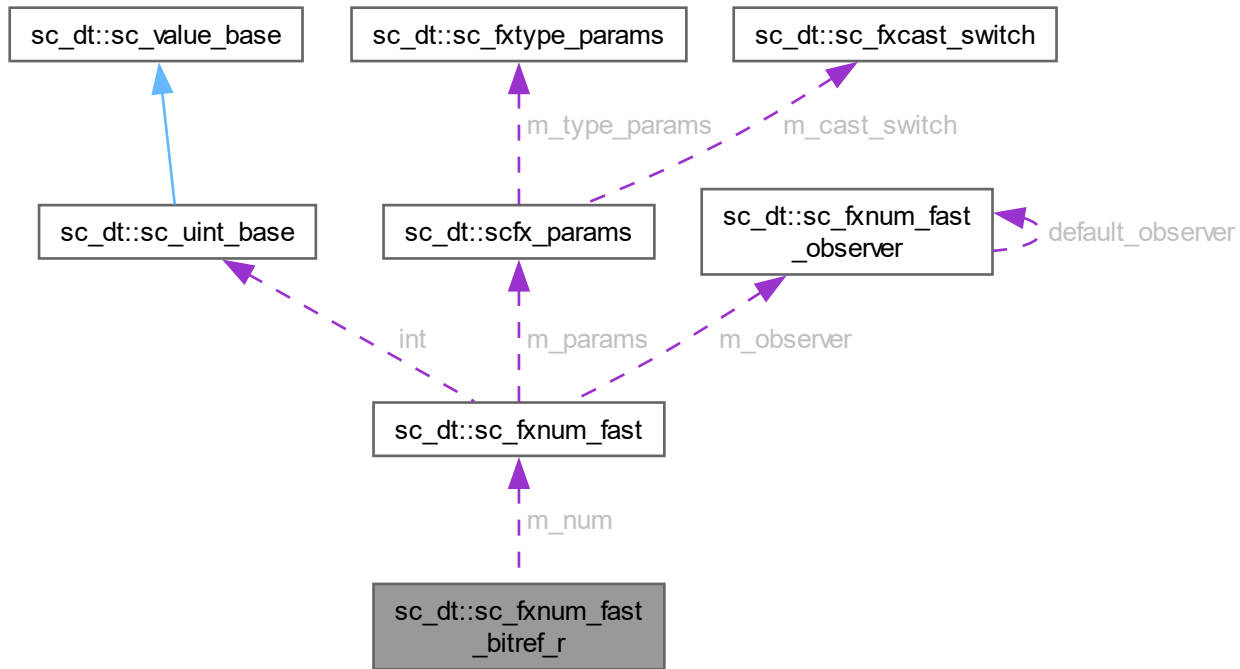 sc_dt::sc_value_base
sc_dt::sc_fxtype_params
sc_dt::sc_fxcast_switch
m_type_params
m_cast_switch
sc_dt::sc_uint_base
sc_dt::scfx_params
sc_dt::sc_fxnum_fast
_observer
default_observer
int
m_params
m_observer
sc_dt::sc_fxnum_fast
m_num
sc_dt::sc_fxnum_fast
_bitref_r